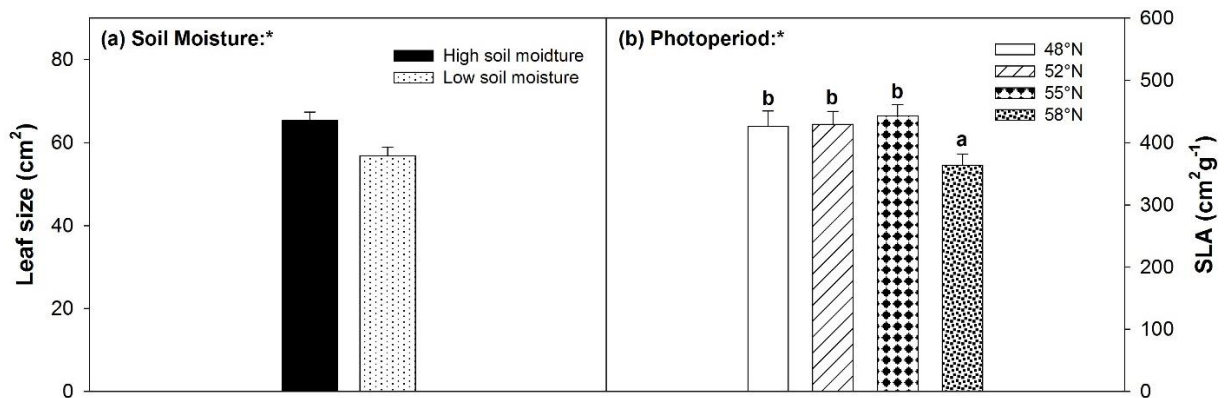 (a) Soil Moisture:*
High soil moidture
Low soil moisture
Leaf size (cm²)
80
60
40
20
0
(b) Photoperiod:*
48°N
52°N
55°N
58°N
b
b
b
a
600
500
400
300
200
100
0
SLA (cm²g⁻¹)